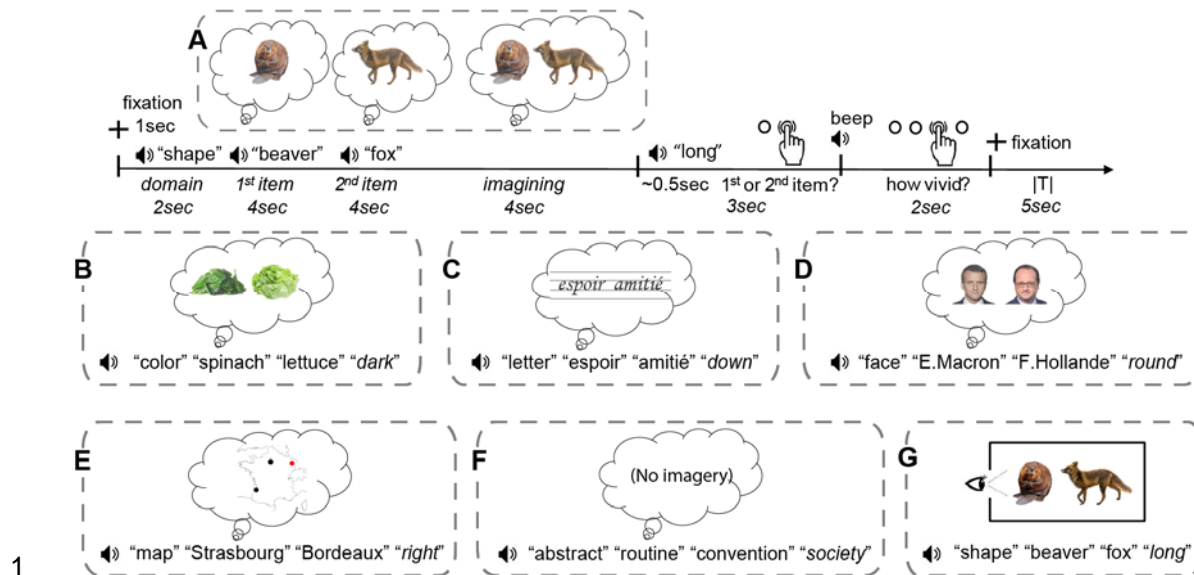 A
fixation
1sec
beep
"shape" "beaver" "fox" "long" fixation
domain 1st item 2nd item imagining ~0.5sec 1st or 2nd item? how vivid? |T|
2sec 4sec 4sec 4sec 3sec 2sec 5sec
B
"color" "spinach" "lettuce" "dark"
C
espoir amitié
"letter" "espoir" "amitié" "down"
D
"face" "E.Macron" "F.Hollande" "round"
E
"map" "Strasbourg" "Bordeaux" "right"
F
(No imagery)
"abstract" "routine" "convention" "society"
G
"shape" "beaver" "fox" "long"
1